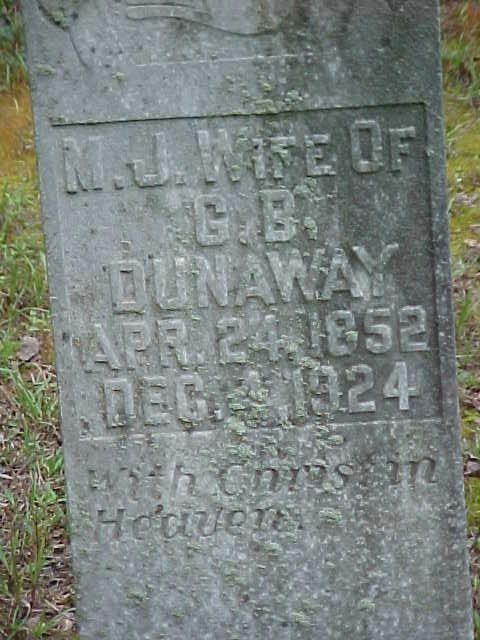 M. J. WIFE OF
G. B.
DUNAWAY
APR. 24, 1852
DEC. 4, 1924
With Christ in
Heaven.